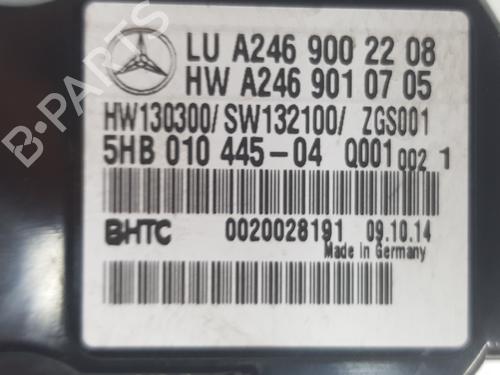 LU A246 900 22 08
HW A246 901 07 05
HW130300/ SW132100/ ZGS001
5HB 010 445-04 Q001 002 1
BHTC 0020028191 09.10.14
Made in Germany